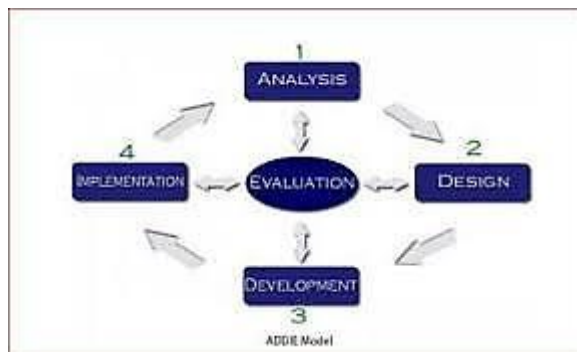 1
ANALYSIS
4
2
IMPLEMENTATION
EVALUATION
DESIGN
DEVELOPMENT
3
ADDIE Model